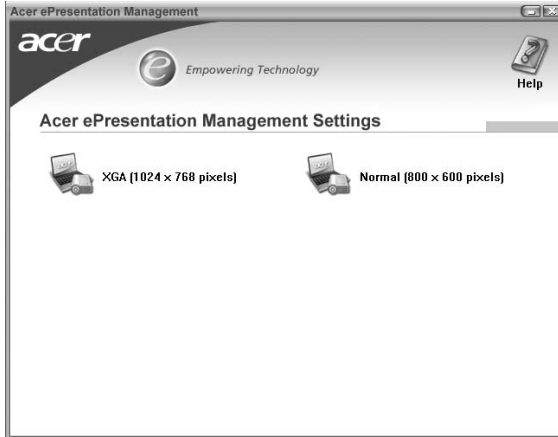 Acer ePresentation Management
acer
e Empowering Technology
Help
Acer ePresentation Management Settings
XGA (1024 x 768 pixels)
Normal (800 x 600 pixels)